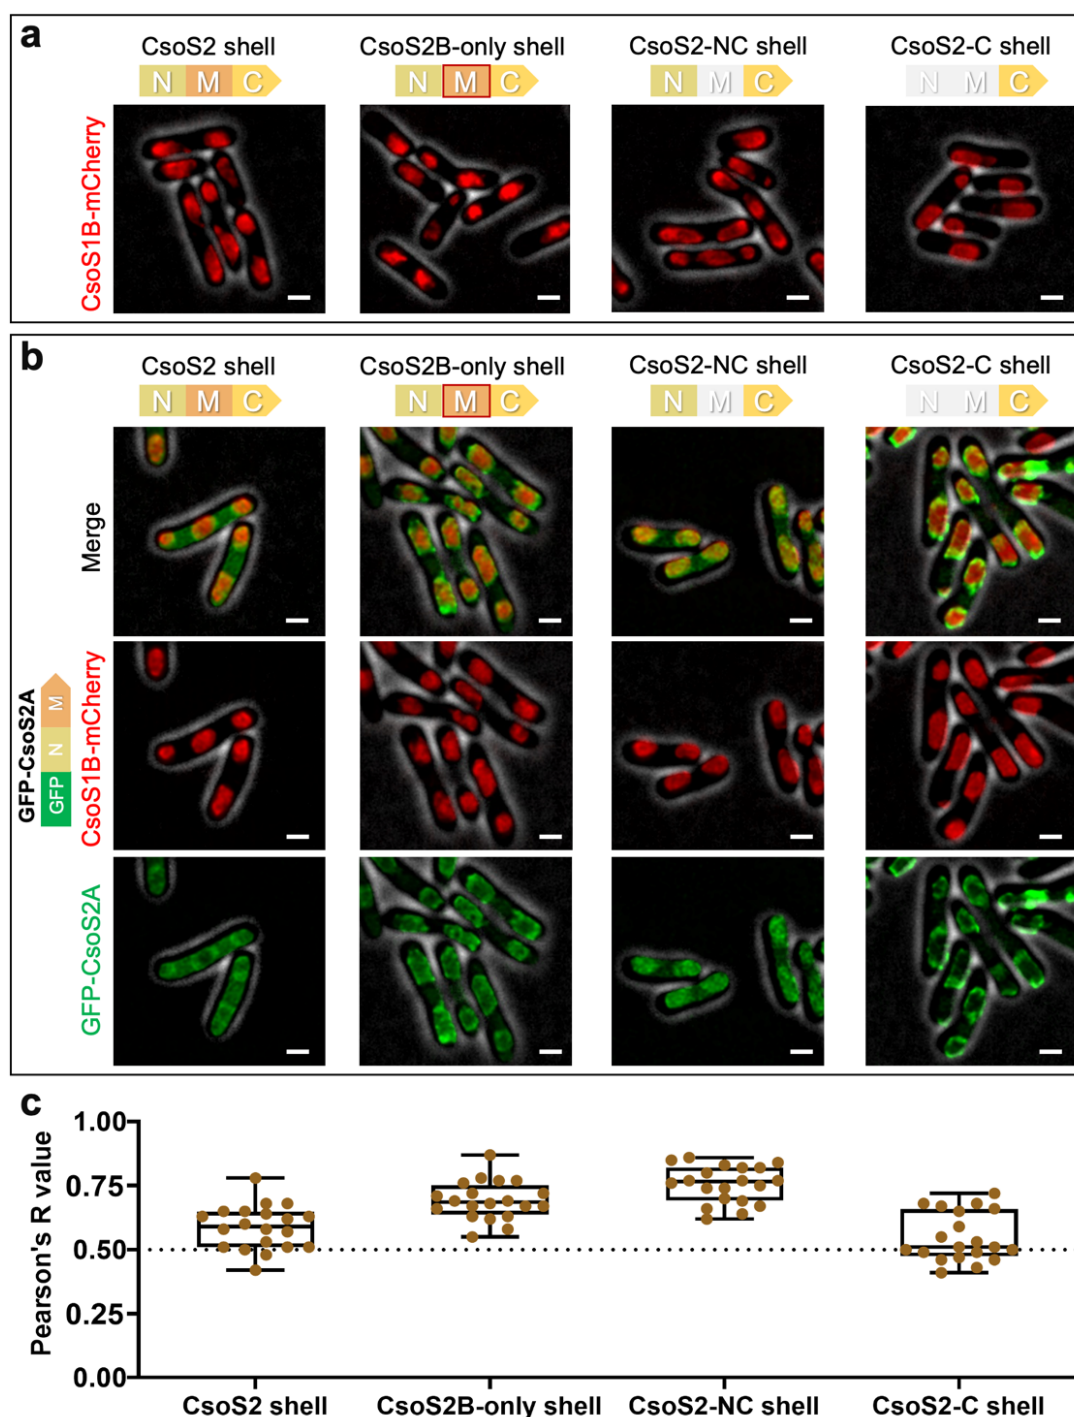 a
CsoS2 shell CsoS2B-only shell CsoS2-NC shell CsoS2-C shell
N M C N M C N M C N M C
CsoS1B-mCherry
b
CsoS2 shell CsoS2B-only shell CsoS2-NC shell CsoS2-C shell
N M C N M C N M C N M C
Merge
GFP-CsoS2A
GFP N M
CsoS1B-mCherry
GFP-CsoS2A
c
Pearson's R value
1.00
0.75
0.50
0.25
0.00
CsoS2 shell CsoS2B-only shell CsoS2-NC shell CsoS2-C shell